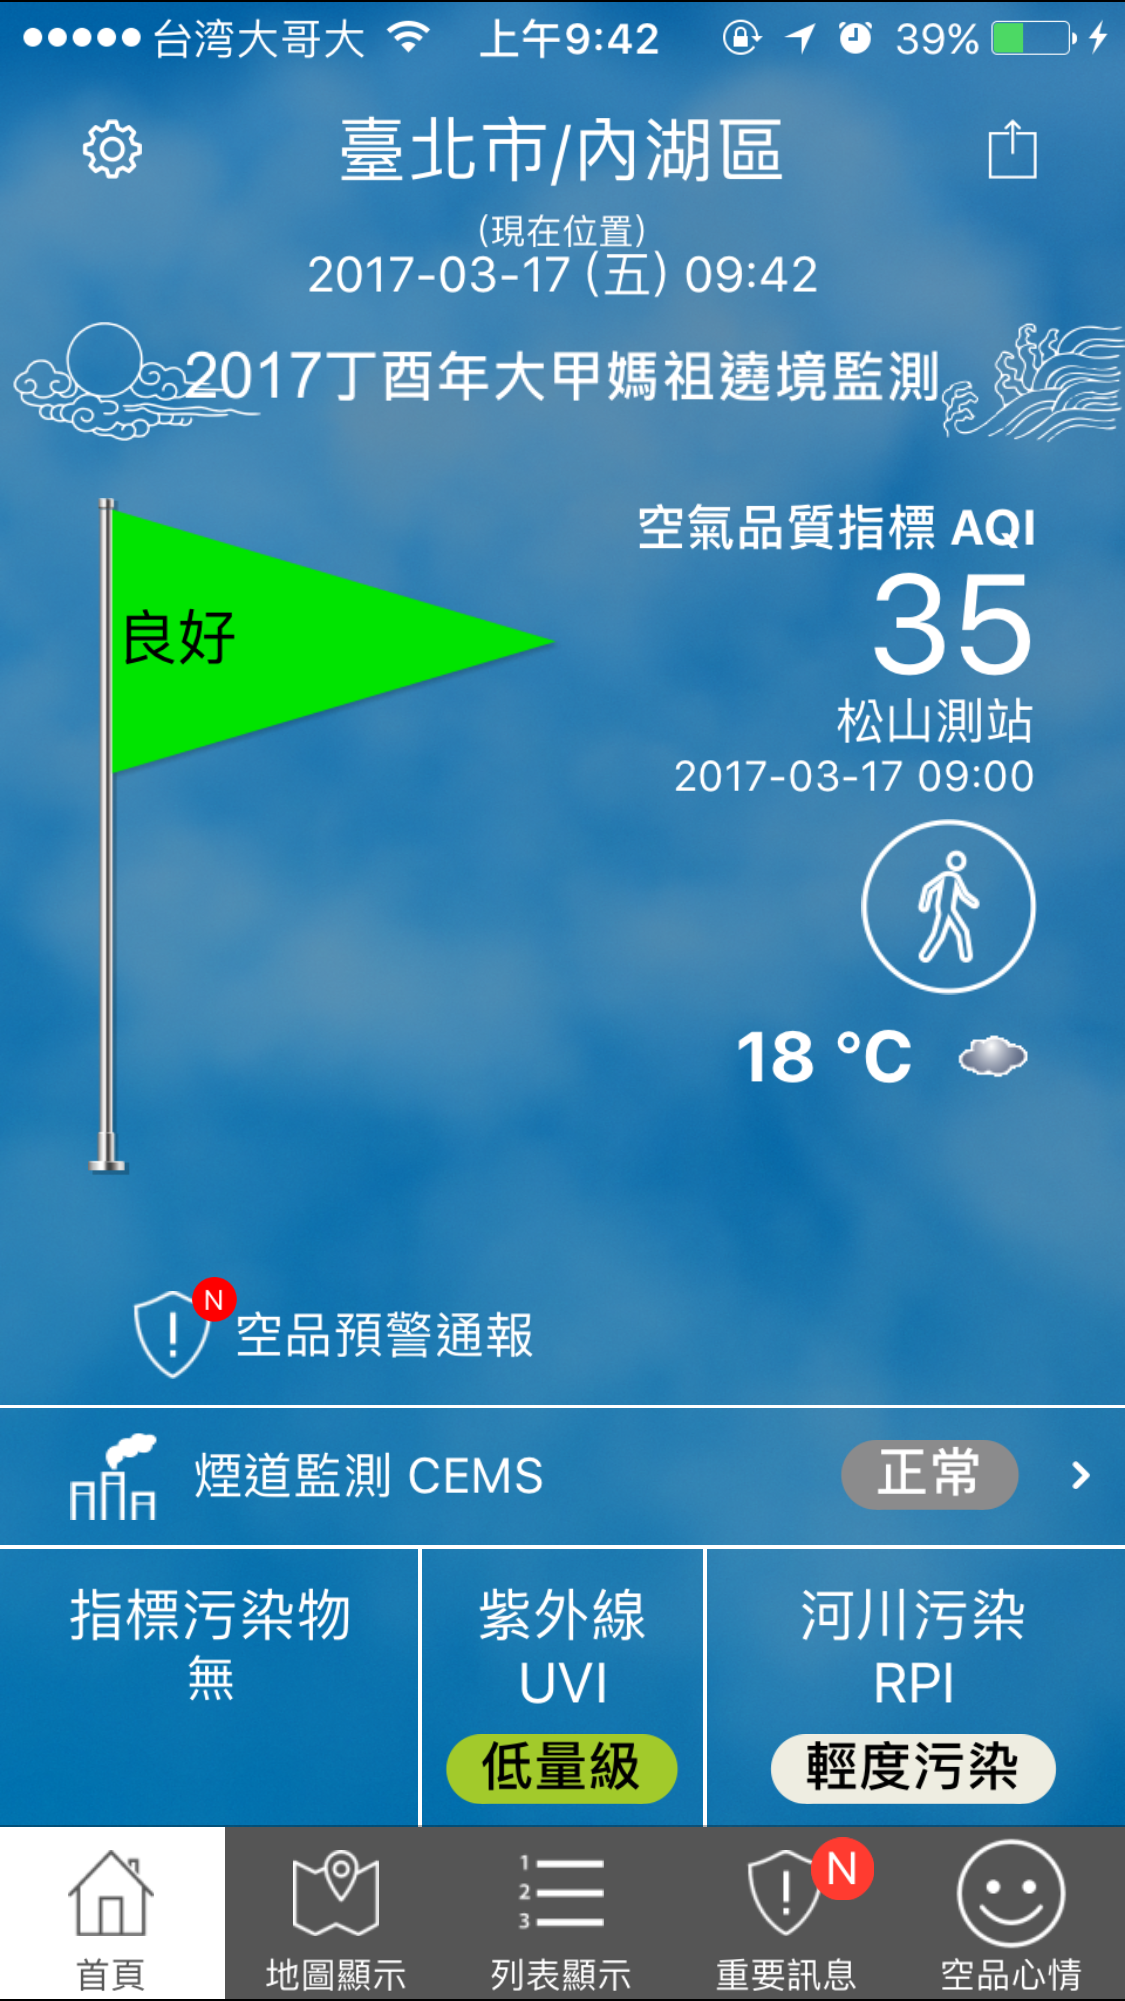 台湾大哥大 上午9:42 39%
臺北市/內湖區
(現在位置)
2017-03-17 (五) 09:42
2017丁酉年大甲媽祖遶境監測
良好
空氣品質指標 AQI
35
松山測站
2017-03-17 09:00
18 °C
N
空品預警通報
煙道監測 CEMS 正常
指標污染物
無
紫外線
UVI
低量級
河川污染
RPI
輕度污染
首頁
地圖顯示
1
2
3
列表顯示
N
重要訊息
空品心情